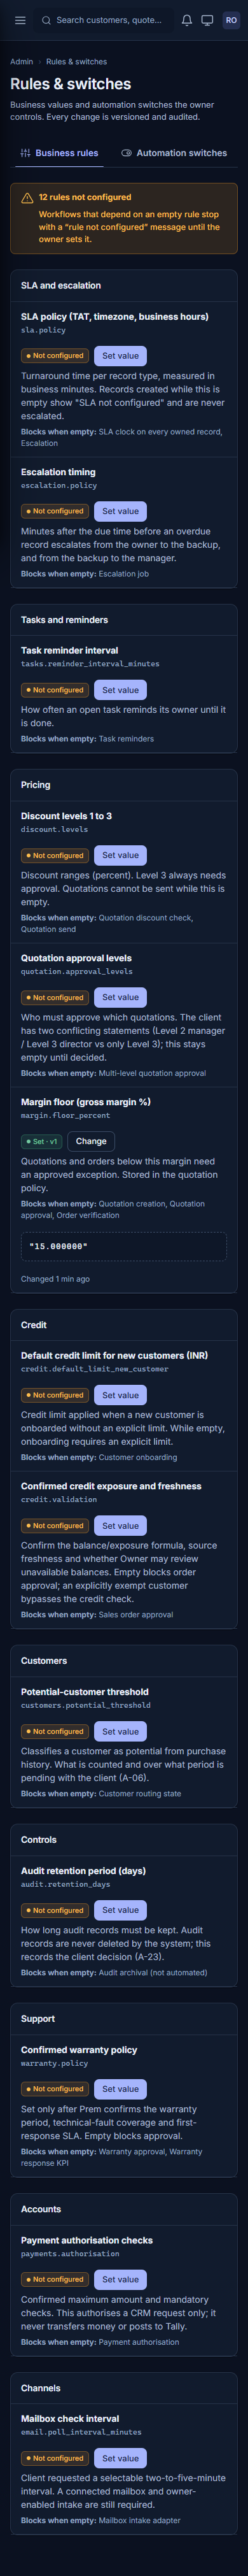 Search customers, quote...
RO
Admin › Rules & switches
Rules & switches
Business values and automation switches the owner
controls. Every change is versioned and audited.
Business rules
Automation switches
12 rules not configured
Workflows that depend on an empty rule stop
with a "rule not configured" message until the
owner sets it.
SLA and escalation
SLA policy (TAT, timezone, business hours)
sla.policy
Not configured
Set value
Turnaround time per record type, measured in
business minutes. Records created while this is
empty show "SLA not configured" and are never
escalated.
Blocks when empty: SLA clock on every owned record,
Escalation
Escalation timing
escalation.policy
Not configured
Set value
Minutes after the due time before an overdue
record escalates from the owner to the backup,
and from the backup to the manager.
Blocks when empty: Escalation job
Tasks and reminders
Task reminder interval
tasks.reminder_interval_minutes
Not configured
Set value
How often an open task reminds its owner until it
is done.
Blocks when empty: Task reminders
Pricing
Discount levels 1 to 3
discount.levels
Not configured
Set value
Discount ranges (percent). Level 3 always needs
approval. Quotations cannot be sent while this is
empty.
Blocks when empty: Quotation discount check,
Quotation send
Quotation approval levels
quotation.approval_levels
Not configured
Set value
Who must approve which quotations. The client
has two conflicting statements (Level 2 manager
/ Level 3 director vs only Level 3); this stays
empty until decided.
Blocks when empty: Multi-level quotation approval
Margin floor (gross margin %)
margin.floor_percent
Set · v1
Change
Quotations and orders below this margin need
an approved exception. Stored in the quotation
policy.
Blocks when empty: Quotation creation, Quotation
approval, Order verification
"15.000000"
Changed 1 min ago
Credit
Default credit limit for new customers (INR)
credit.default_limit_new_customer
Not configured
Set value
Credit limit applied when a new customer is
onboarded without an explicit limit. While empty,
onboarding requires an explicit limit.
Blocks when empty: Customer onboarding
Confirmed credit exposure and freshness
credit.validation
Not configured
Set value
Confirm the balance/exposure formula, source
freshness and whether Owner may review
unavailable balances. Empty blocks order
approval; an explicitly exempt customer
bypasses the credit check.
Blocks when empty: Sales order approval
Customers
Potential-customer threshold
customers.potential_threshold
Not configured
Set value
Classifies a customer as potential from purchase
history. What is counted and over what period is
pending with the client (A-06).
Blocks when empty: Customer routing state
Controls
Audit retention period (days)
audit.retention_days
Not configured
Set value
How long audit records must be kept. Audit
records are never deleted by the system; this
records the client decision (A-23).
Blocks when empty: Audit archival (not automated)
Support
Confirmed warranty policy
warranty.policy
Not configured
Set value
Set only after Prem confirms the warranty
period, technical-fault coverage and first-
response SLA. Empty blocks approval.
Blocks when empty: Warranty approval, Warranty
response KPI
Accounts
Payment authorisation checks
payments.authorisation
Not configured
Set value
Confirmed maximum amount and mandatory
checks. This authorises a CRM request only; it
never transfers money or posts to Tally.
Blocks when empty: Payment authorisation
Channels
Mailbox check interval
email.poll_interval_minutes
Not configured
Set value
Client requested a selectable two-to-five-minute
interval. A connected mailbox and owner-
enabled intake are still required.
Blocks when empty: Mailbox intake adapter